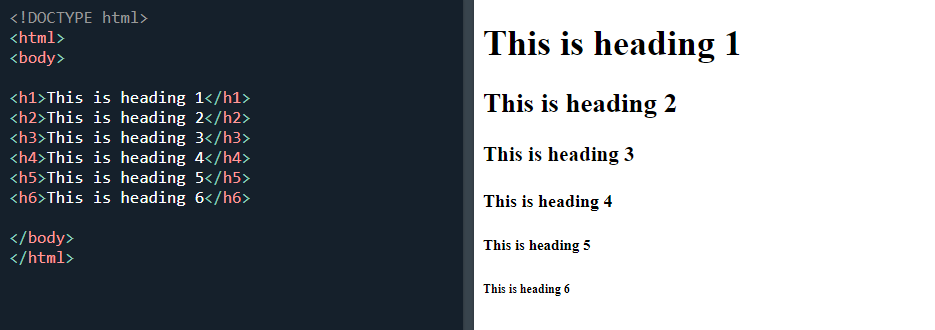 <!DOCTYPE html>
<html>
<body>
<h1>This is heading 1</h1>
<h2>This is heading 2</h2>
<h3>This is heading 3</h3>
<h4>This is heading 4</h4>
<h5>This is heading 5</h5>
<h6>This is heading 6</h6>
</body>
</html>
This is heading 1
This is heading 2
This is heading 3
This is heading 4
This is heading 5
This is heading 6